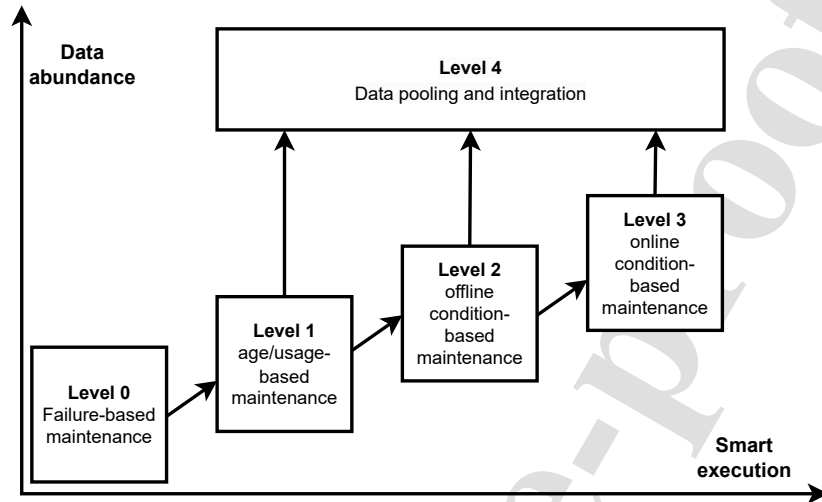 Data
abundance
Level 4
Data pooling and integration
Level 3
online
condition-
based
maintenance
Level 2
offline
condition-
based
maintenance
Level 1
age/usage-
based
maintenance
Level 0
Failure-based
maintenance
Smart
execution
e-proof